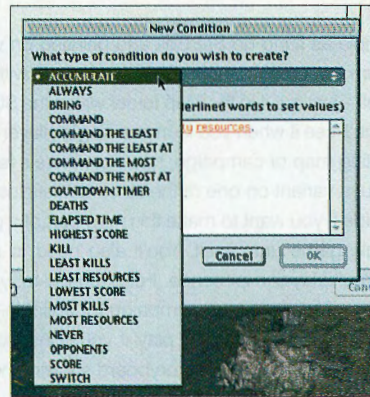 New Condition
What type of condition do you wish to create?
ACCUMULATE
ALWAYS
BRING
COMMAND
COMMAND THE LEAST
COMMAND THE LEAST AT
COMMAND THE MOST
COMMAND THE MOST AT
COUNTDOWN TIMER
DEATHS
ELAPSED TIME
HIGHEST SCORE
KILL
LEAST KILLS
LEAST RESOURCES
LOWEST SCORE
MOST KILLS
MOST RESOURCES
NEVER
OPPONENTS
SCORE
SWITCH
derlined words to set values)
resources.
Cancel
OK